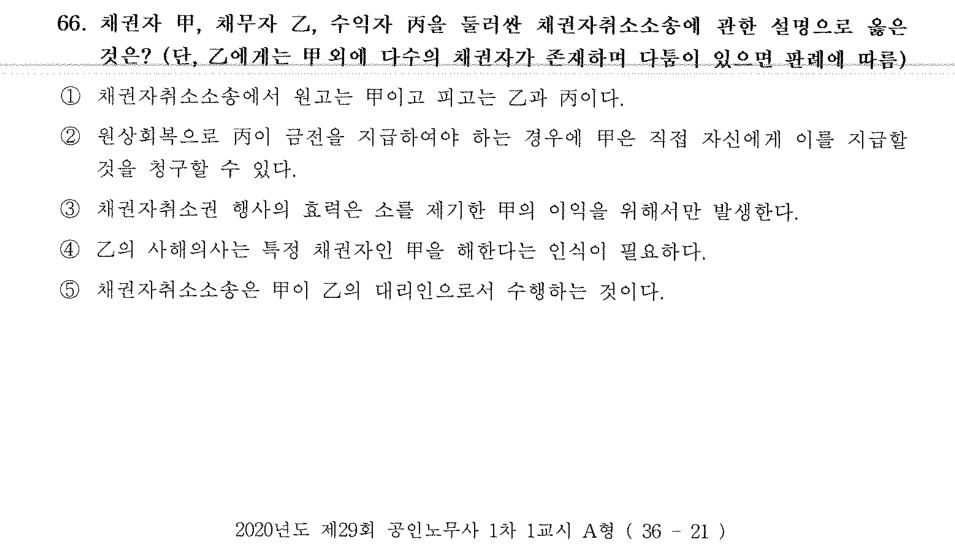 66. 채권자 甲, 채무자 乙, 수익자 丙을 둘러싼 채권자취소소송에 관한 설명으로 옳은
것은? (단, 乙에게는 甲 외에 다수의 채권자가 존재하며 다툼이 있으면 판례에 따름)
① 채권자취소소송에서 원고는 甲이고 피고는 乙과 丙이다.
② 원상회복으로 丙이 금전을 지급하여야 하는 경우에 甲은 직접 자신에게 이를 지급할
것을 청구할 수 있다.
③ 채권자취소권 행사의 효력은 소를 제기한 甲의 이익을 위해서만 발생한다.
④ 乙의 사해의사는 특정 채권자인 甲을 해한다는 인식이 필요하다.
⑤ 채권자취소소송은 甲이 乙의 대리인으로서 수행하는 것이다.
2020년도 제29회 공인노무사 1차 1교시 A형 ( 36 - 21 )